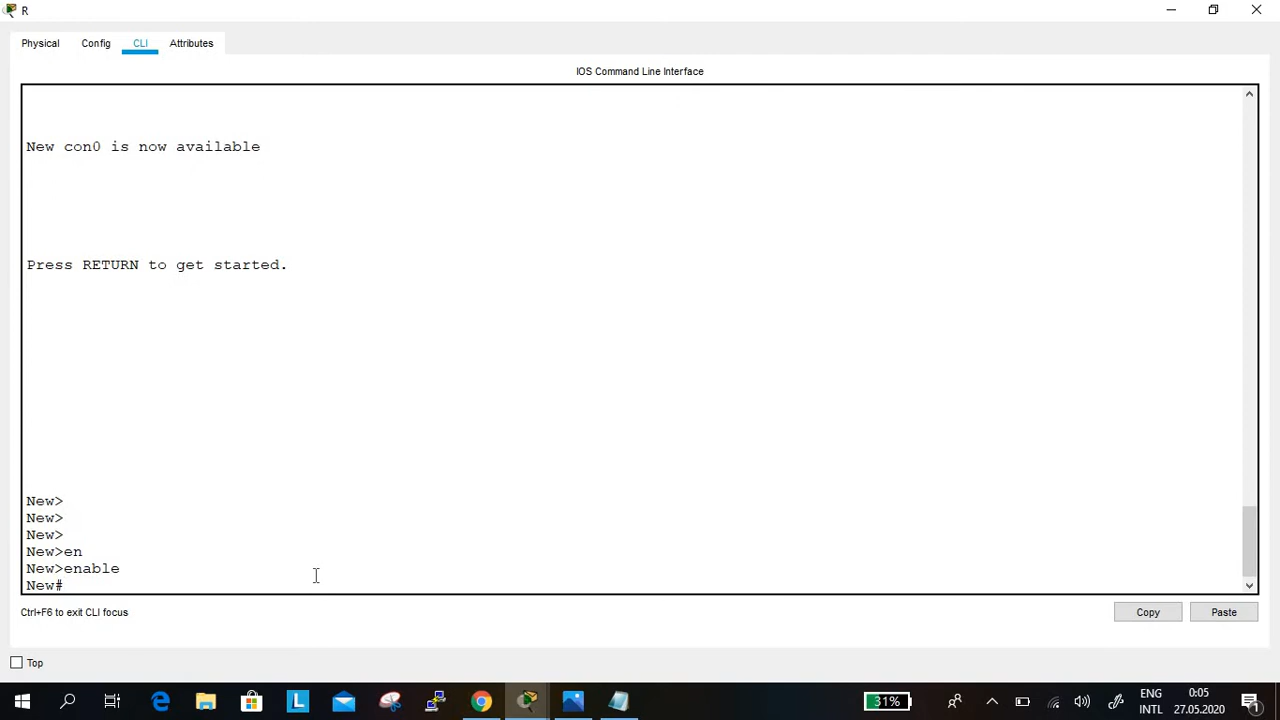 R
Physical Config CLI Attributes
IOS Command Line Interface
New con0 is now available
Press RETURN to get started.
New>
New>
New>
New>en
New>enable
New#
Ctrl+F6 to exit CLI focus
Copy Paste
Top
31%
ENG
INTL
0:05
27.05.2020
L
1